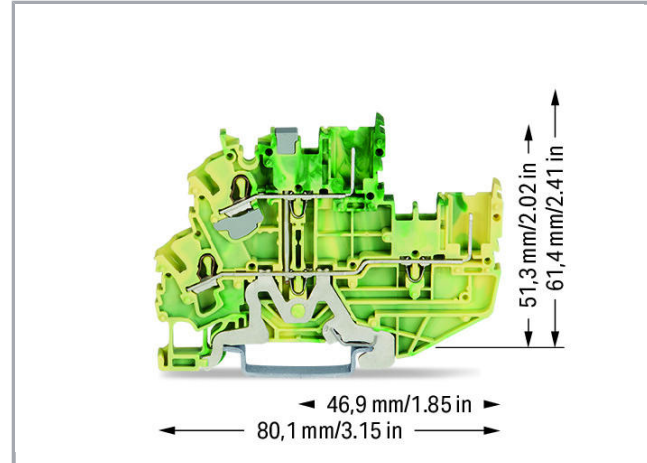 51,3 mm/2.02 in
61,4 mm/2.41 in
46,9 mm/1.85 in
80,1 mm/3.15 in